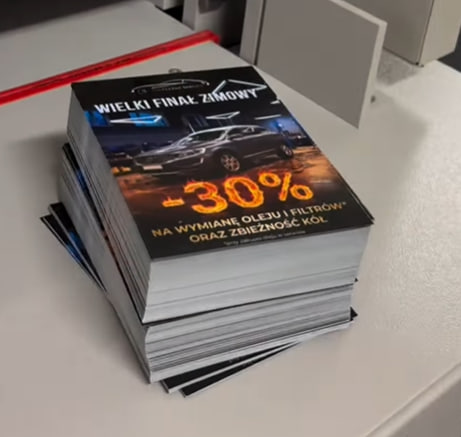 WIELKI FINAŁ ZIMOWY
-30%
NA WYMIANĘ OLEJU I FILTRÓW*
ORAZ ZBIEŻNOŚĆ KÓŁ